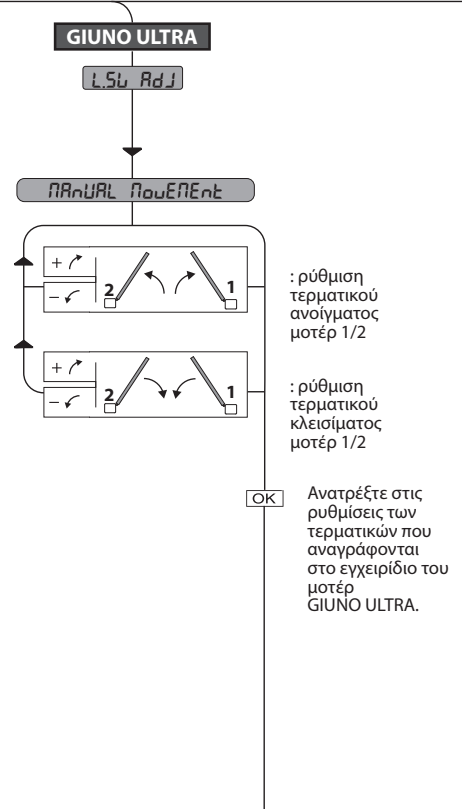 GIUNO ULTRA
L.SW AdJ
MAnUAL MovEMEnt
+
−
2
1
: ρύθμιση
τερματικού
ανοίγματος
μοτέρ 1/2
+
−
2
1
: ρύθμιση
τερματικού
κλεισίματος
μοτέρ 1/2
OK
Ανατρέξτε στις
ρυθμίσεις των
τερματικών που
αναγράφονται
στο εγχειρίδιο του
μοτέρ
GIUNO ULTRA.